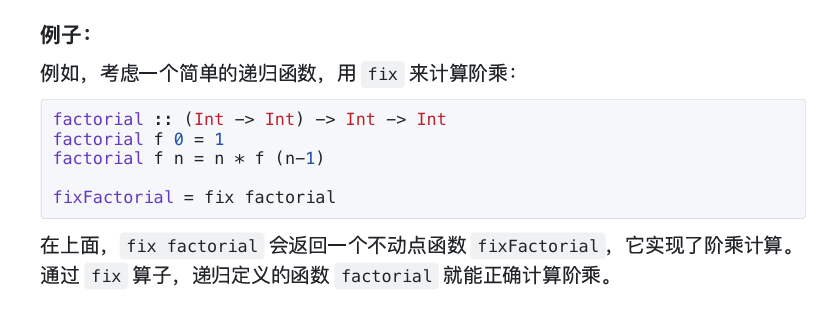 例子：
例如，考虑一个简单的递归函数，用 fix 来计算阶乘：
factorial :: (Int -> Int) -> Int -> Int
factorial f 0 = 1
factorial f n = n * f (n-1)
fixFactorial = fix factorial
在上面，fix factorial 会返回一个不动点函数 fixFactorial，它实现了阶乘计算。
通过 fix 算子，递归定义的函数 factorial 就能正确计算阶乘。